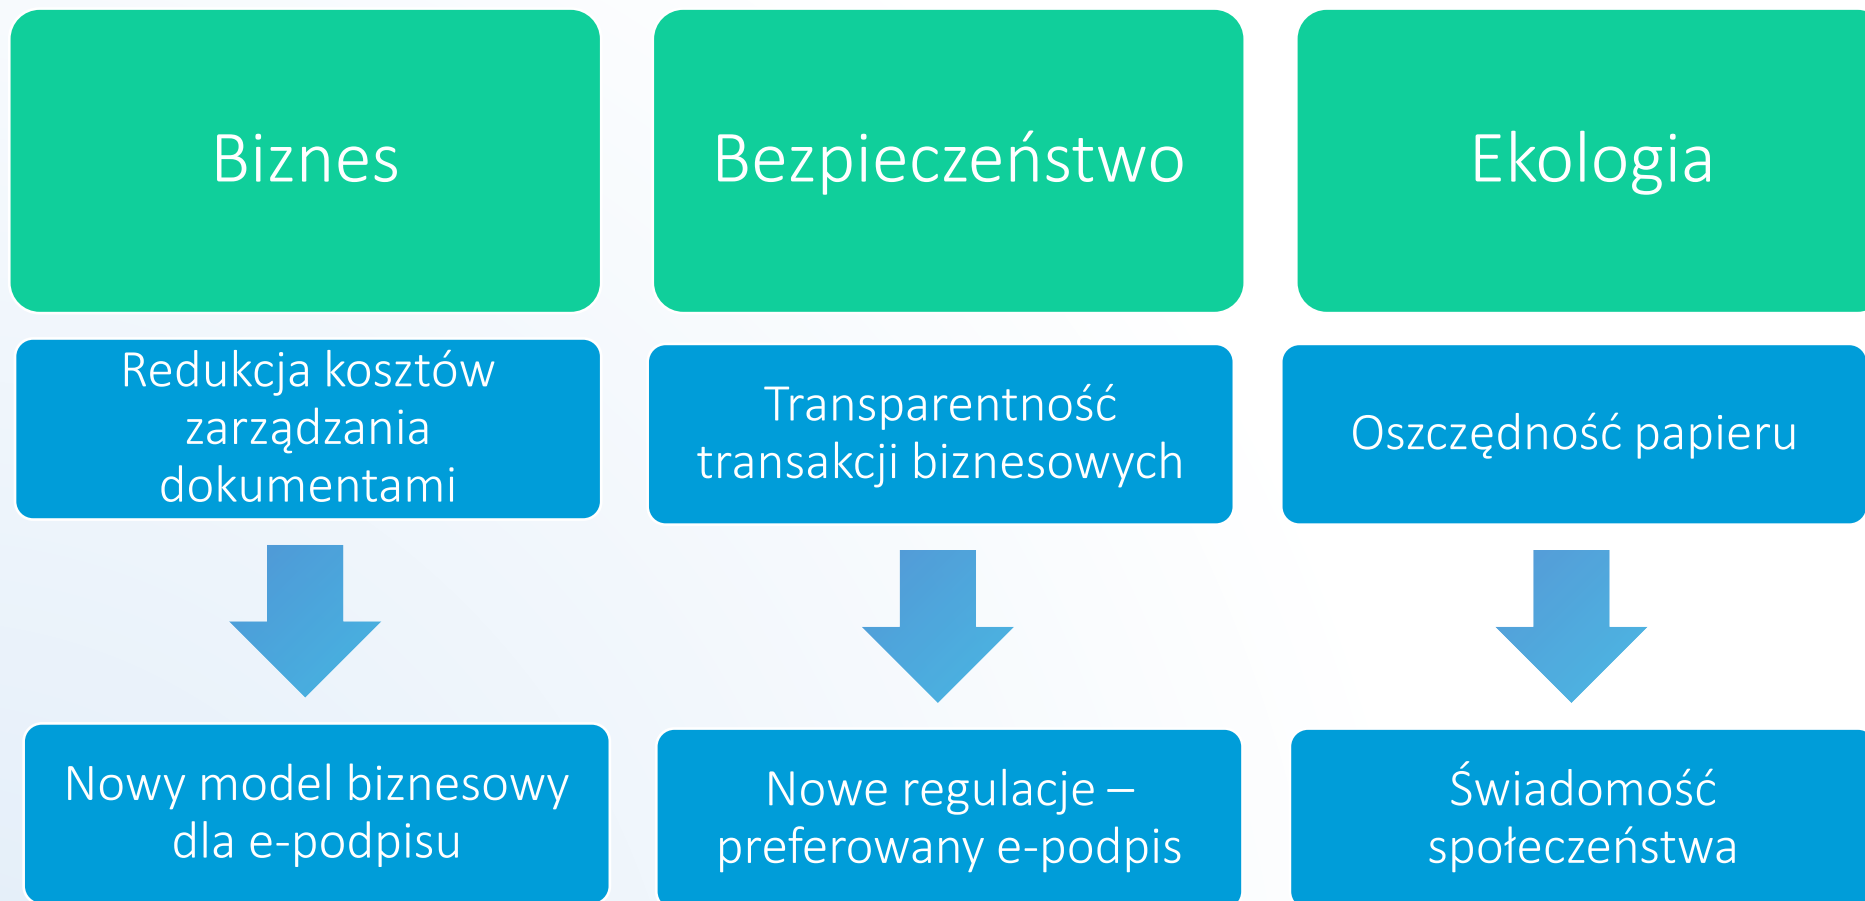 Biznes
Bezpieczeństwo
Ekologia
Redukcja kosztów
zarządzania
dokumentami
Transparentność
transakcji biznesowych
Oszczędność papieru
Nowy model biznesowy
dla e-podpisu
Nowe regulacje –
preferowany e-podpis
Świadomość
społeczeństwa